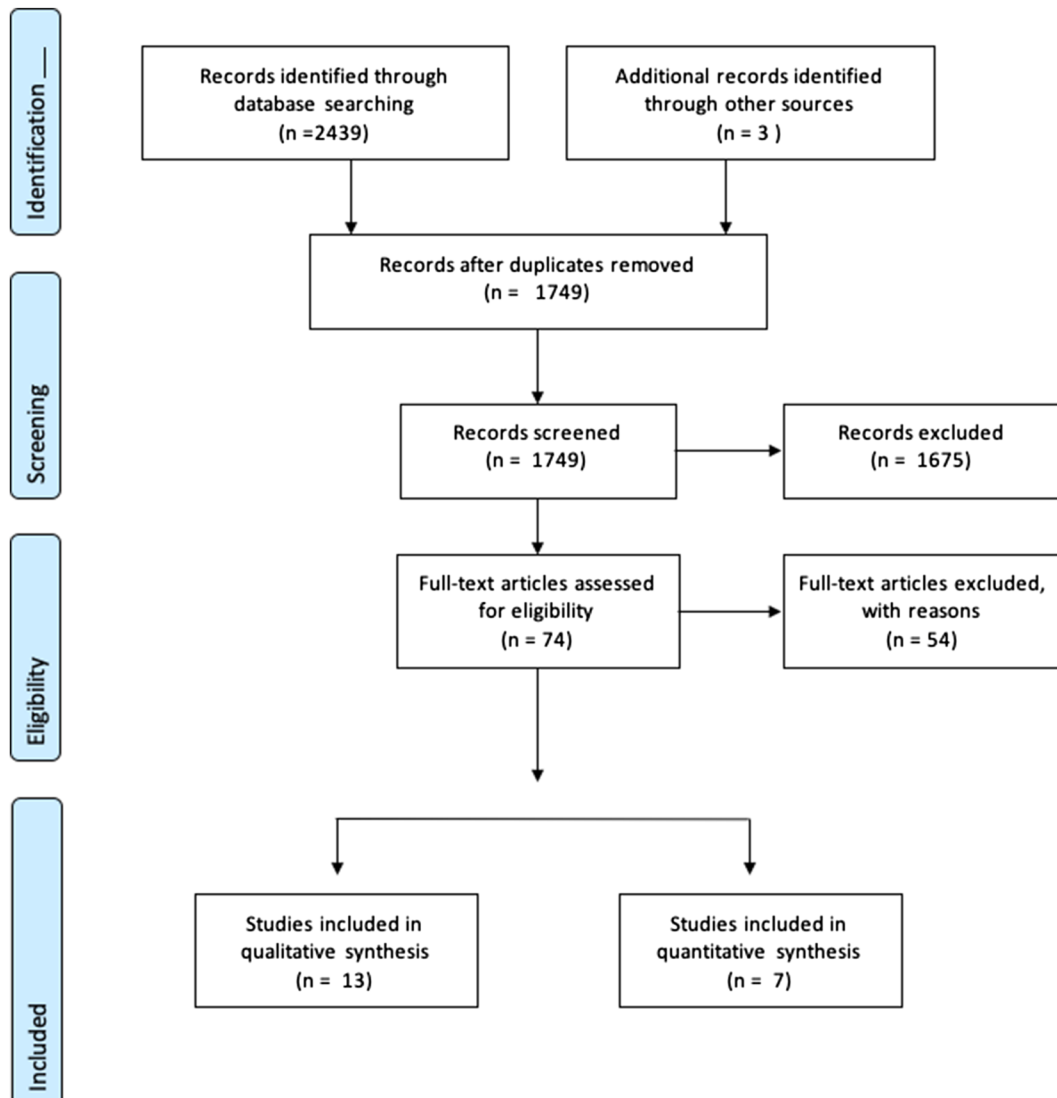 Identification __
Records identified through
database searching
(n =2439)
Additional records identified
through other sources
(n = 3 )
Records after duplicates removed
(n = 1749)
Screening
Records screened
(n = 1749)
Records excluded
(n = 1675)
Eligibility
Full-text articles assessed
for eligibility
(n = 74)
Full-text articles excluded,
with reasons
(n = 54)
Included
Studies included in
qualitative synthesis
(n = 13)
Studies included in
quantitative synthesis
(n = 7)